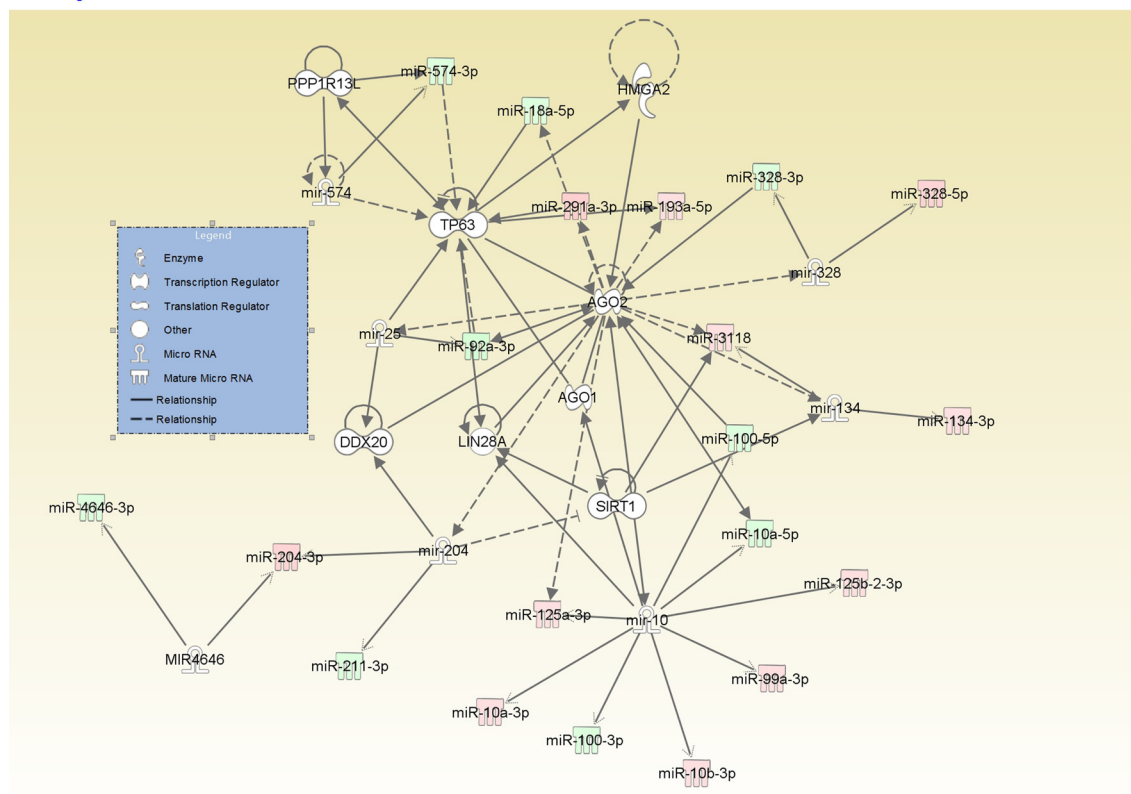 PPP1R13L
miR-574-3p
HMGA2
miR-18a-5p
mir-574
miR-328-3p
miR-328-5p
miR-291a-3p
miR-193a-5p
TP63
mir-328
AGO2
mir-25
miR-92a-3p
miR-3118
AGO1
mir-134
miR-134-3p
DDX20
LIN28A
miR-100-5p
SIRT1
miR-4646-3p
miR-10a-5p
miR-204-3p
mir-204
miR-125b-2-3p
miR-125a-3p
mir-10
MIR4646
miR-211-3p
miR-99a-3p
miR-10a-3p
miR-100-3p
miR-10b-3p
Legend
Enzyme
Transcription Regulator
Translation Regulator
Other
Micro RNA
Mature Micro RNA
Relationship
Relationship